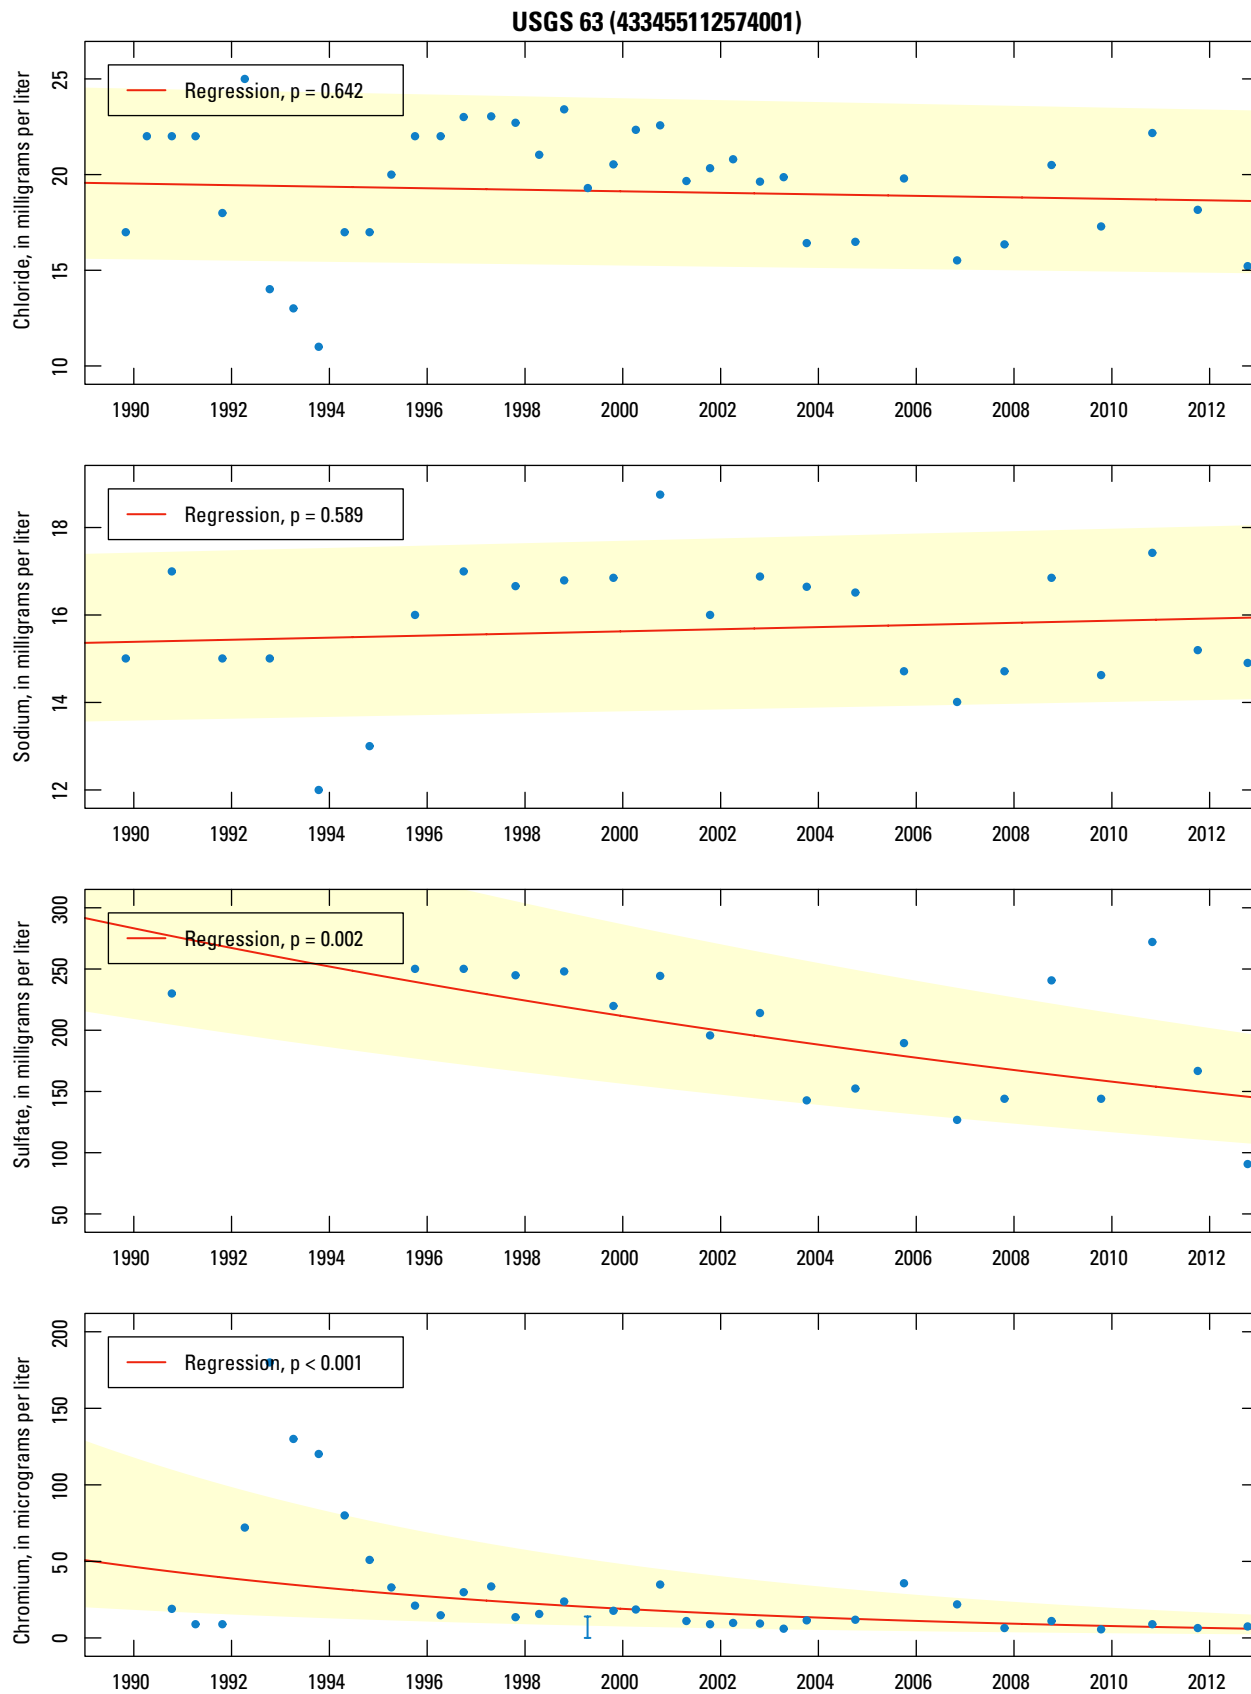 USGS 63 (433455112574001)
Chloride, in milligrams per liter
25
20
15
10
Regression, p = 0.642
1990 1992 1994 1996 1998 2000 2002 2004 2006 2008 2010 2012
Sodium, in milligrams per liter
18
16
14
12
Regression, p = 0.589
1990 1992 1994 1996 1998 2000 2002 2004 2006 2008 2010 2012
Sulfate, in milligrams per liter
300
250
200
150
100
50
Regression, p = 0.002
1990 1992 1994 1996 1998 2000 2002 2004 2006 2008 2010 2012
Chromium, in micrograms per liter
200
150
100
5 0
0
Regression, p < 0.001
1990 1992 1994 1996 1998 2000 2002 2004 2006 2008 2010 2012